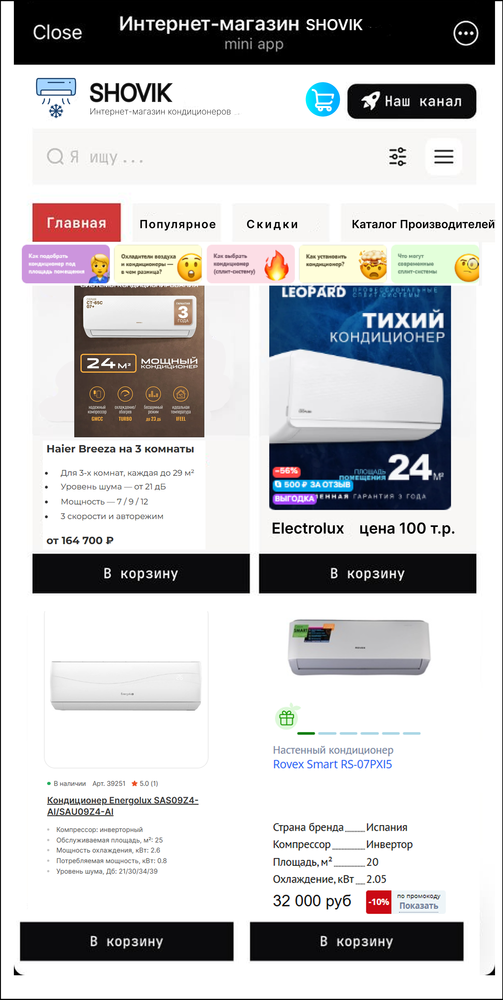 Close
Интернет-магазин SHOVIK
mini app
SHOVIK
Интернет-магазин кондиционеров
Наш канал
Я ищу ...
Главная
Популярное
Скидки
Каталог Производителей
Как подобрать
кондиционер под
площадь помещения
Охладители воздуха
и кондиционеры —
в чем разница?
Как выбрать
кондиционер
(сплит-систему)
Как установить
кондиционер?
Что могут
современные
сплит-системы
СИСТЕМЫ КОНДИЦИОНИРОВАНИЯ
СЕРИЯ
CT-65C
07+
ГАРАНТИЯ
3
ГОДА
24 М²
МОЩНЫЙ
КОНДИЦИОНЕР
надежный
компрессор
GMCC
охлаждение/
обогрев
TURBO
бесшумный
режим
до 23 дБ
идеальная
температура
IFEEL
°C
Haier Breeza на 3 комнаты
• Для 3-х комнат, каждая до 29 м²
• Уровень шума — от 21 дБ
• Мощность — 7 / 9 / 12
• 3 скорости и авторежим
от 164 700 ₽
В корзину
LEOPARD
ПРОФЕССИОНАЛЬНЫЕ
СПЛИТ-СИСТЕМЫ
ТИХИЙ
КОНДИЦИОНЕР
-56%
ПЛОЩАДЬ
ПОМЕЩЕНИЯ
24 М²
500 ₽ ЗА ОТЗЫВ
ВЫГОДКА
ЕННАЯ ГАРАНТИЯ 3 ГОДА
Electrolux цена 100 т.р.
В корзину
26
Energolux
В наличии Арт. 39251 5.0 (1)
Кондиционер Energolux SAS09Z4-
AI/SAU09Z4-AI
• Компрессор: инверторный
• Обслуживаемая площадь, м²: 25
• Мощность охлаждения, кВт: 2.6
• Потребляемая мощность, кВт: 0.8
• Уровень шума, Дб: 21/30/34/39
В корзину
SMART
ROVEX
Настенный кондиционер
Rovex Smart RS-07PXI5
Страна бренда Испания
Компрессор Инвертор
Площадь, м² 20
Охлаждение, кВт 2.05
32 000 руб
-10%
по промокоду
Показать
В корзину